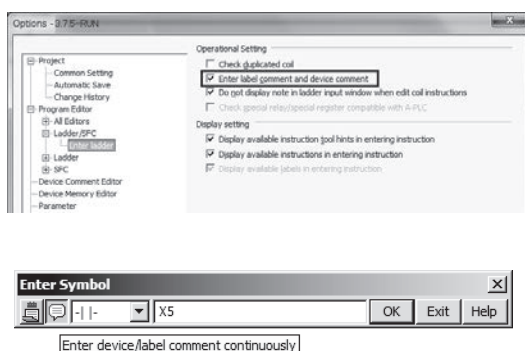 Options - 3.7.5-RUN
Project
Common Setting
Automatic Save
Change History
Program Editor
All Editors
Ladder/SFC
Enter ladder
Ladder
SFC
Device Comment Editor
Device Memory Editor
Parameter
Operational Setting
Check duplicated coil
Enter label comment and device comment
Do not display note in ladder input window when edit coil instructions
Check special relay/special register compatible with A-PLC
Display setting
Display available instruction tool hints in entering instruction
Display available instructions in entering instruction
Display available labels in entering instruction
Enter Symbol
-| |- X5 OK Exit Help
Enter device/label comment continuously